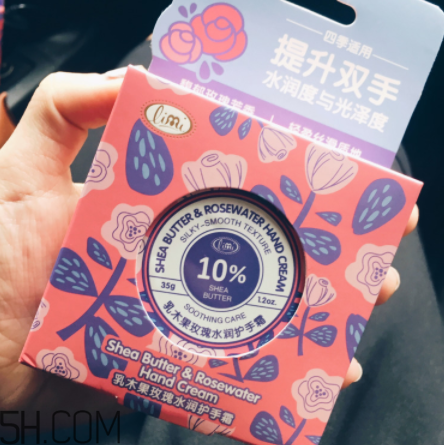 四季适用
提升双手
水润度与光泽度
limi
SHEA BUTTER & ROSEWATER HAND CREAM
SILKY-SMOOTH TEXTURE
limi
10%
SHEA
BUTTER
35g
1.2oz.
SOOTHING CARE
乳木果玫瑰水润护手霜
Shea Butter & Rosewater
Hand Cream
乳木果玫瑰水润护手霜
5H.COM